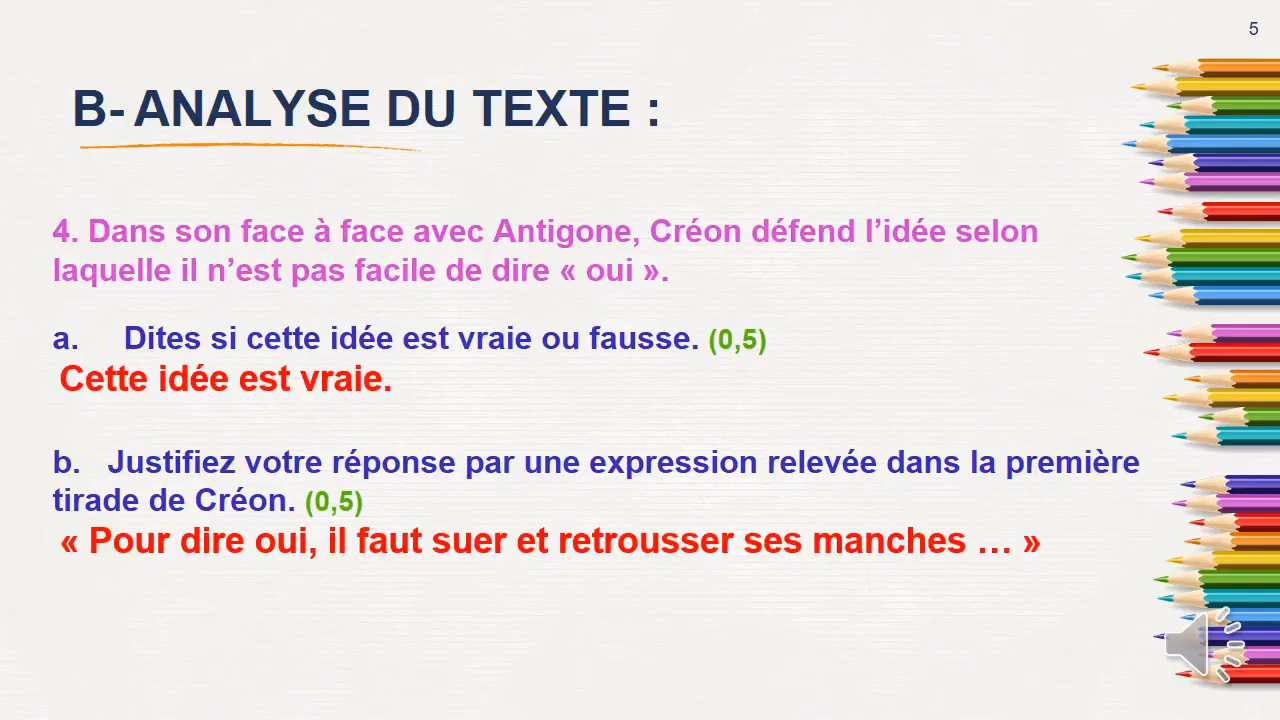 5
B- ANALYSE DU TEXTE :
4. Dans son face à face avec Antigone, Créon défend l’idée selon
laquelle il n’est pas facile de dire « oui ».
a. Dites si cette idée est vraie ou fausse. (0,5)
Cette idée est vraie.
b. Justifiez votre réponse par une expression relevée dans la première
tirade de Créon. (0,5)
« Pour dire oui, il faut suer et retrousser ses manches … »